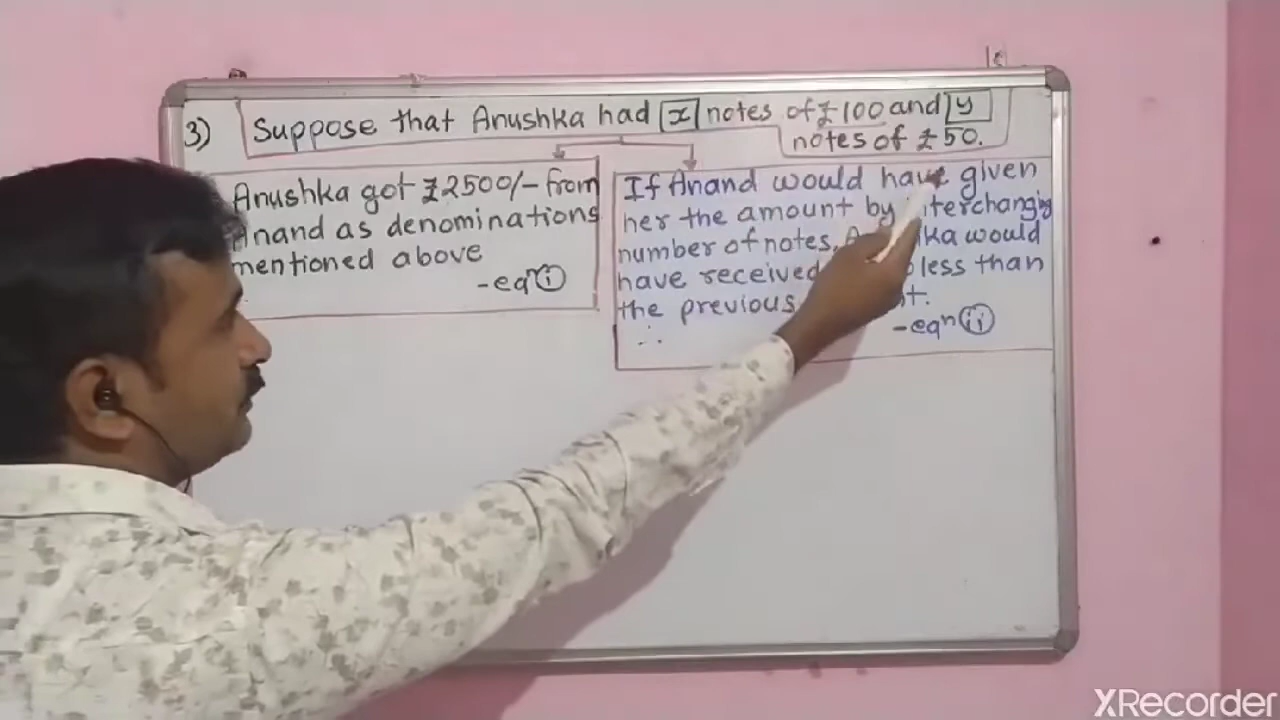 3) Suppose that Anushka had x notes of ₹100 and y
notes of ₹50.
Anushka got ₹2500/- from
Anand as denominations
mentioned above
-eqⁿ(i)
If Anand would have given
her the amount by interchanging
number of notes,
would
have received less than
the previous
-eqⁿ(ii)
∴
XRecorder